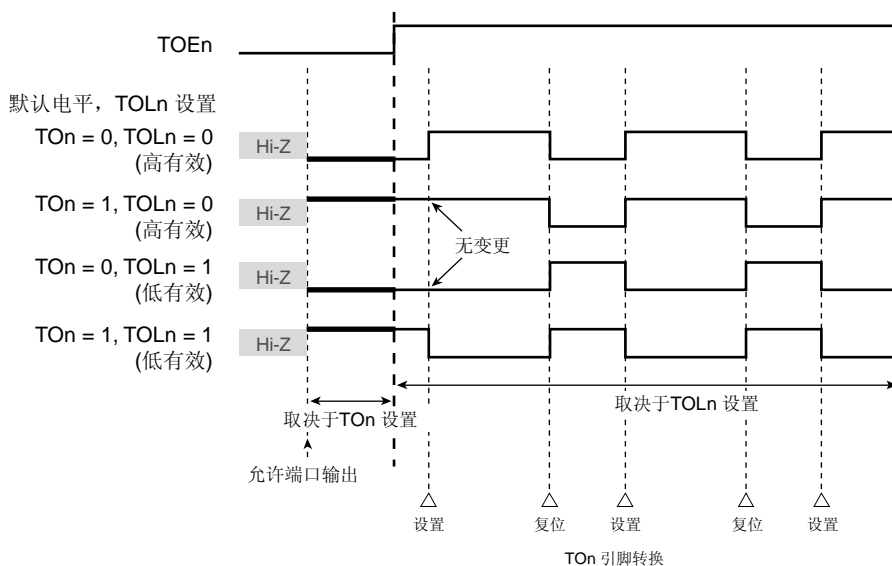 TOEn
默认电平，TOLn 设置
TOn = 0, TOLn = 0
(高有效)
Hi-Z
TOn = 1, TOLn = 0
(高有效)
Hi-Z
无变更
TOn = 0, TOLn = 1
(低有效)
Hi-Z
TOn = 1, TOLn = 1
(低有效)
Hi-Z
取决于TOn 设置
取决于TOLn 设置
允许端口输出
设置
复位
设置
复位
设置
TOn 引脚转换